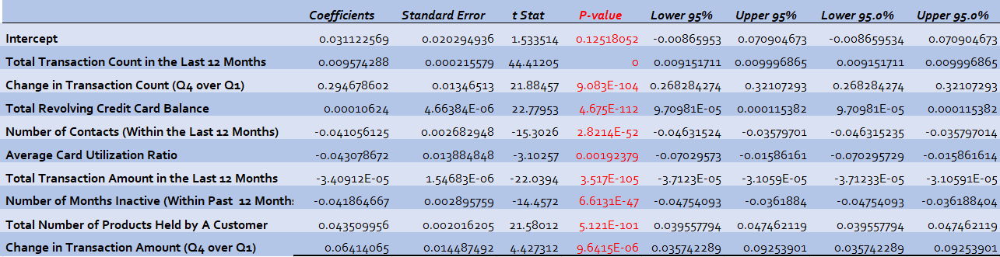 Coefficients Standard Error t Stat P-value Lower 95% Upper 95% Lower 95.0% Upper 95.0%
Intercept 0.031122569 0.020294936 1.533514 0.12518052 -0.00865953 0.070904673 -0.008659534 0.070904673
Total Transaction Count in the Last 12 Months 0.009574288 0.000215579 44.41205 0 0.009151711 0.009996865 0.009151711 0.009996865
Change in Transaction Count (Q4 over Q1) 0.294678602 0.01346513 21.88457 9.083E-104 0.268284274 0.32107293 0.268284274 0.32107293
Total Revolving Credit Card Balance 0.00010624 4.66384E-06 22.77953 4.675E-112 9.70981E-05 0.000115382 9.70981E-05 0.000115382
Number of Contacts (Within the Last 12 Months) -0.041056125 0.002682948 -15.3026 2.8214E-52 -0.04631524 -0.03579701 -0.046315235 -0.035797014
Average Card Utilization Ratio -0.043078672 0.013884848 -3.10257 0.00192379 -0.07029573 -0.01586161 -0.070295729 -0.015861614
Total Transaction Amount in the Last 12 Months -3.40912E-05 1.54683E-06 -22.0394 3.517E-105 -3.7123E-05 -3.1059E-05 -3.71233E-05 -3.10591E-05
Number of Months Inactive (Within Past 12 Month -0.041864667 0.002895759 -14.4572 6.6131E-47 -0.04754093 -0.0361884 -0.04754093 -0.036188404
Total Number of Products Held by A Customer 0.043509956 0.002016205 21.58012 5.121E-101 0.039557794 0.047462119 0.039557794 0.047462119
Change in Transaction Amount (Q4 over Q1) 0.06414065 0.014487492 4.427312 9.6415E-06 0.035742289 0.09253901 0.035742289 0.09253901